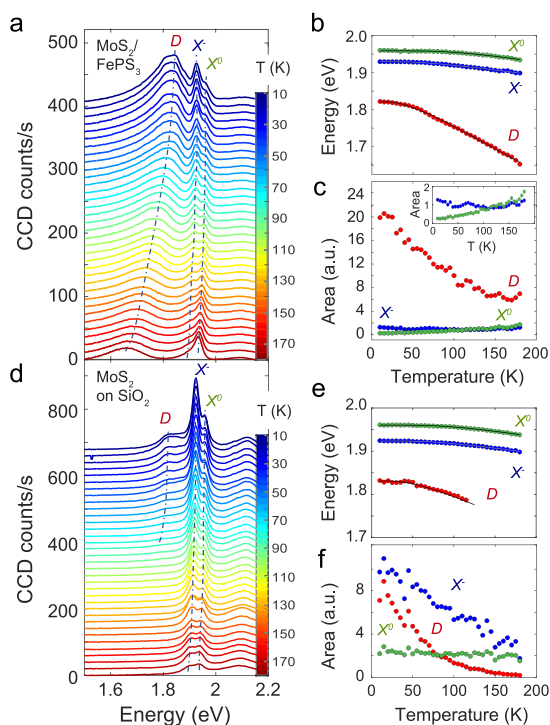 a
MoS2/
FePS3
D
X-
X0
T (K)
10
30
50
70
90
110
130
150
170
500
400
300
200
100
0
CCD counts/s
b
X0
X-
D
2.0
1.9
1.8
1.7
Energy (eV)
c
24
20
16
12
8
4
0
Area (a.u.)
D
X-
X0
2
1
0
Area
0
100
200
T (K)
0
50
100
150
200
Temperature (K)
d
MoS2
on SiO2
D
X-
X0
T (K)
10
30
50
70
90
110
130
150
170
800
600
400
200
0
CCD counts/s
1.6
1.8
2.0
2.2
Energy (eV)
e
X0
X-
D
2.0
1.9
1.8
1.7
Energy (eV)
f
X-
X0
D
8
4
0
Area (a.u.)
0
50
100
150
200
Temperature (K)